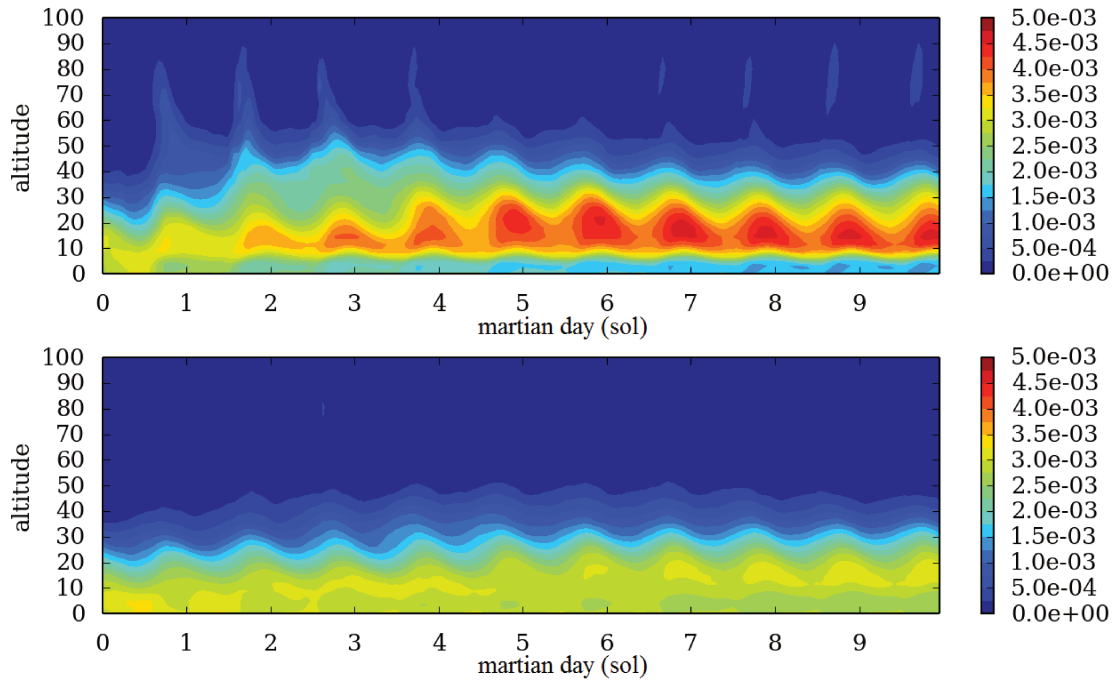 100
90
80
70
60
50
40
30
20
10
0
altitude
0 1 2 3 4 5 6 7 8 9
martian day (sol)
5.0e-03
4.5e-03
4.0e-03
3.5e-03
3.0e-03
2.5e-03
2.0e-03
1.5e-03
1.0e-03
5.0e-04
0.0e+00
100
90
80
70
60
50
40
30
20
10
0
altitude
0 1 2 3 4 5 6 7 8 9
martian day (sol)
5.0e-03
4.5e-03
4.0e-03
3.5e-03
3.0e-03
2.5e-03
2.0e-03
1.5e-03
1.0e-03
5.0e-04
0.0e+00